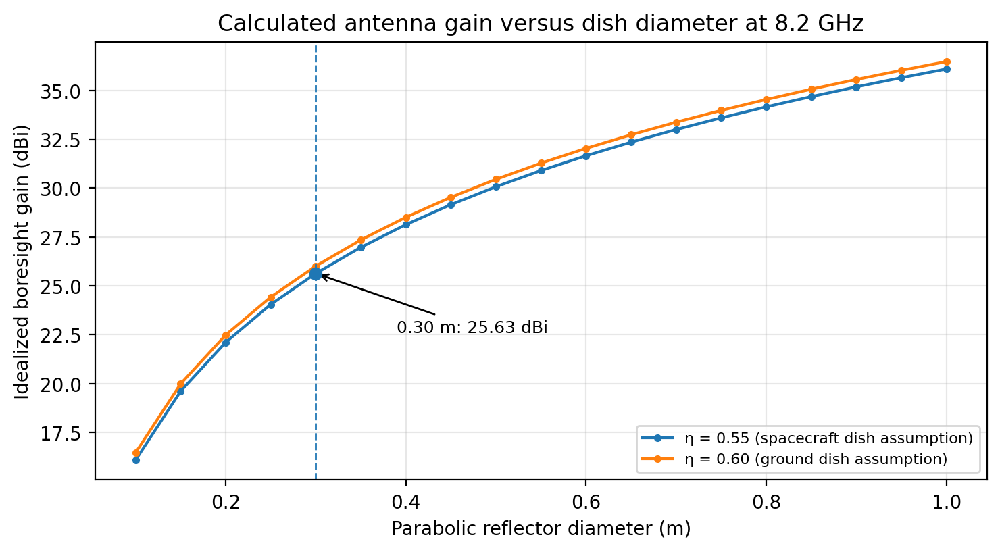 Calculated antenna gain versus dish diameter at 8.2 GHz
Idealized boresight gain (dBi)
35.0
32.5
30.0
27.5
25.0
22.5
20.0
17.5
0.30 m: 25.63 dBi
η = 0.55 (spacecraft dish assumption)
η = 0.60 (ground dish assumption)
0.2 0.4 0.6 0.8 1.0
Parabolic reflector diameter (m)